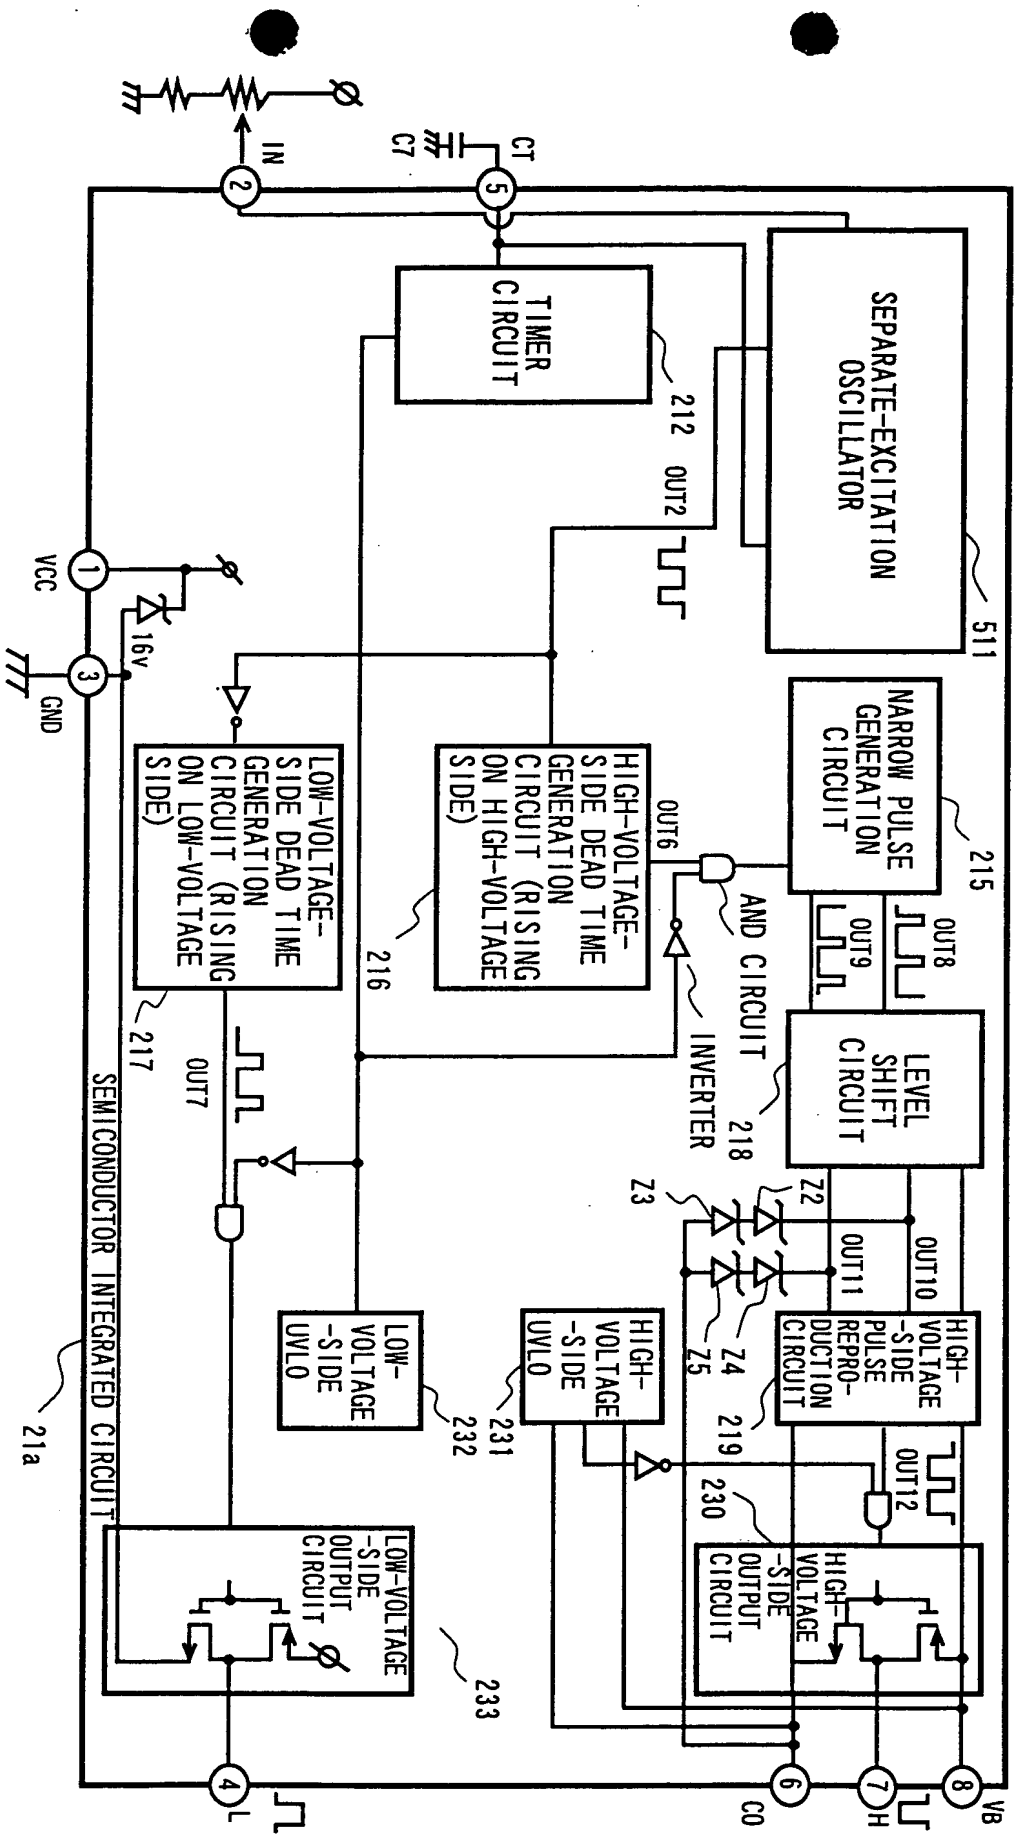 SEPARATE-EXCITATION
OSCILLATOR
511
NARROW PULSE
GENERATION
CIRCUIT
215
OUT8
OUT9
LEVEL
SHIFT
CIRCUIT
218
OUT10
OUT11
Z2
Z3
Z4
Z5
HIGH-
VOLTAGE
-SIDE
PULSE
REPRO-
DUCTION
CIRCUIT
219
OUT12
230
HIGH-
VOLTAGE
-SIDE
OUTPUT
CIRCUIT
8
VB
7
H
6
CO
CT
C7
5
IN
2
TIMER
CIRCUIT
212
OUT2
HIGH-VOLTAGE-
SIDE DEAD TIME
GENERATION
CIRCUIT (RISING
ON HIGH-VOLTAGE
SIDE)
216
OUT6
AND CIRCUIT
INVERTER
HIGH-
VOLTAGE
-SIDE
UVLO
231
LOW-
VOLTAGE
-SIDE
UVLO
232
VCC
1
16v
3
GND
LOW-VOLTAGE-
SIDE DEAD TIME
GENERATION
CIRCUIT (RISING
ON LOW-VOLTAGE
SIDE)
217
OUT7
LOW-VOLTAGE
-SIDE
OUTPUT
CIRCUIT
233
4
L
SEMICONDUCTOR INTEGRATED CIRCUIT
21a